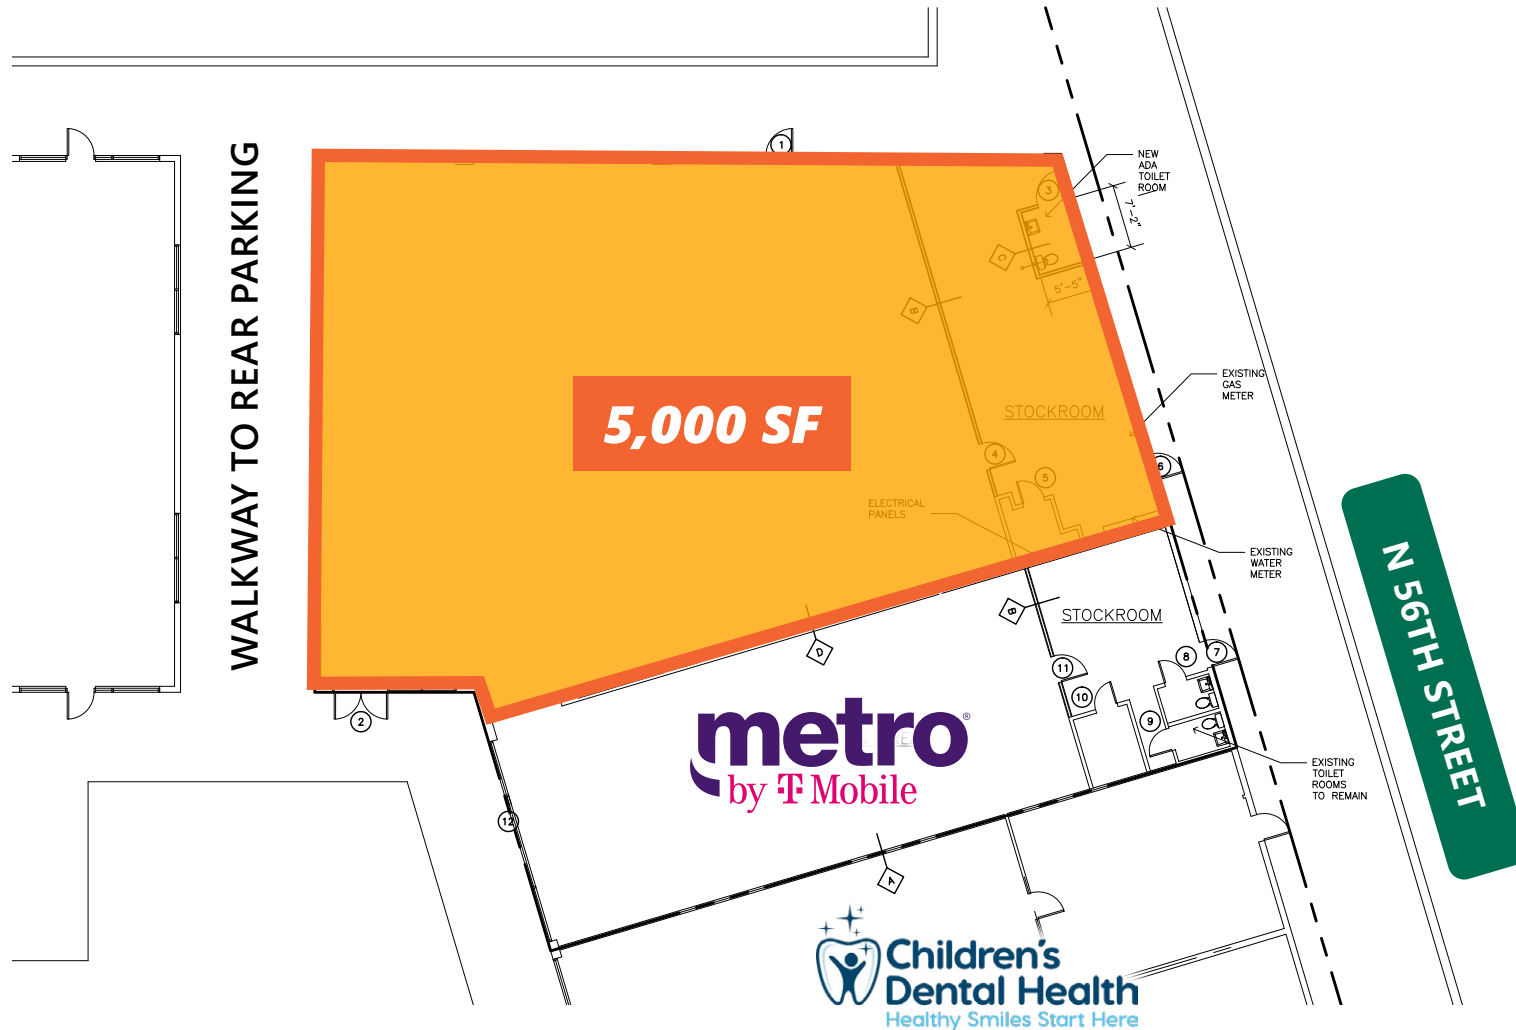 1
NEW
ADA
TOILET
ROOM
3
7'-2"
C
5'-5"
B
WALKWAY TO REAR PARKING
EXISTING
GAS
METER
5,000 SF
STOCKROOM
4
6
5
ELECTRICAL
PANELS
EXISTING
WATER
METER
N 56TH STREET
B
STOCKROOM
D
11
8
7
10
2
9
metro®
by T Mobile
EXISTING
TOILET
ROOMS
TO REMAIN
12
A
Children's
Dental Health
Healthy Smiles Start Here